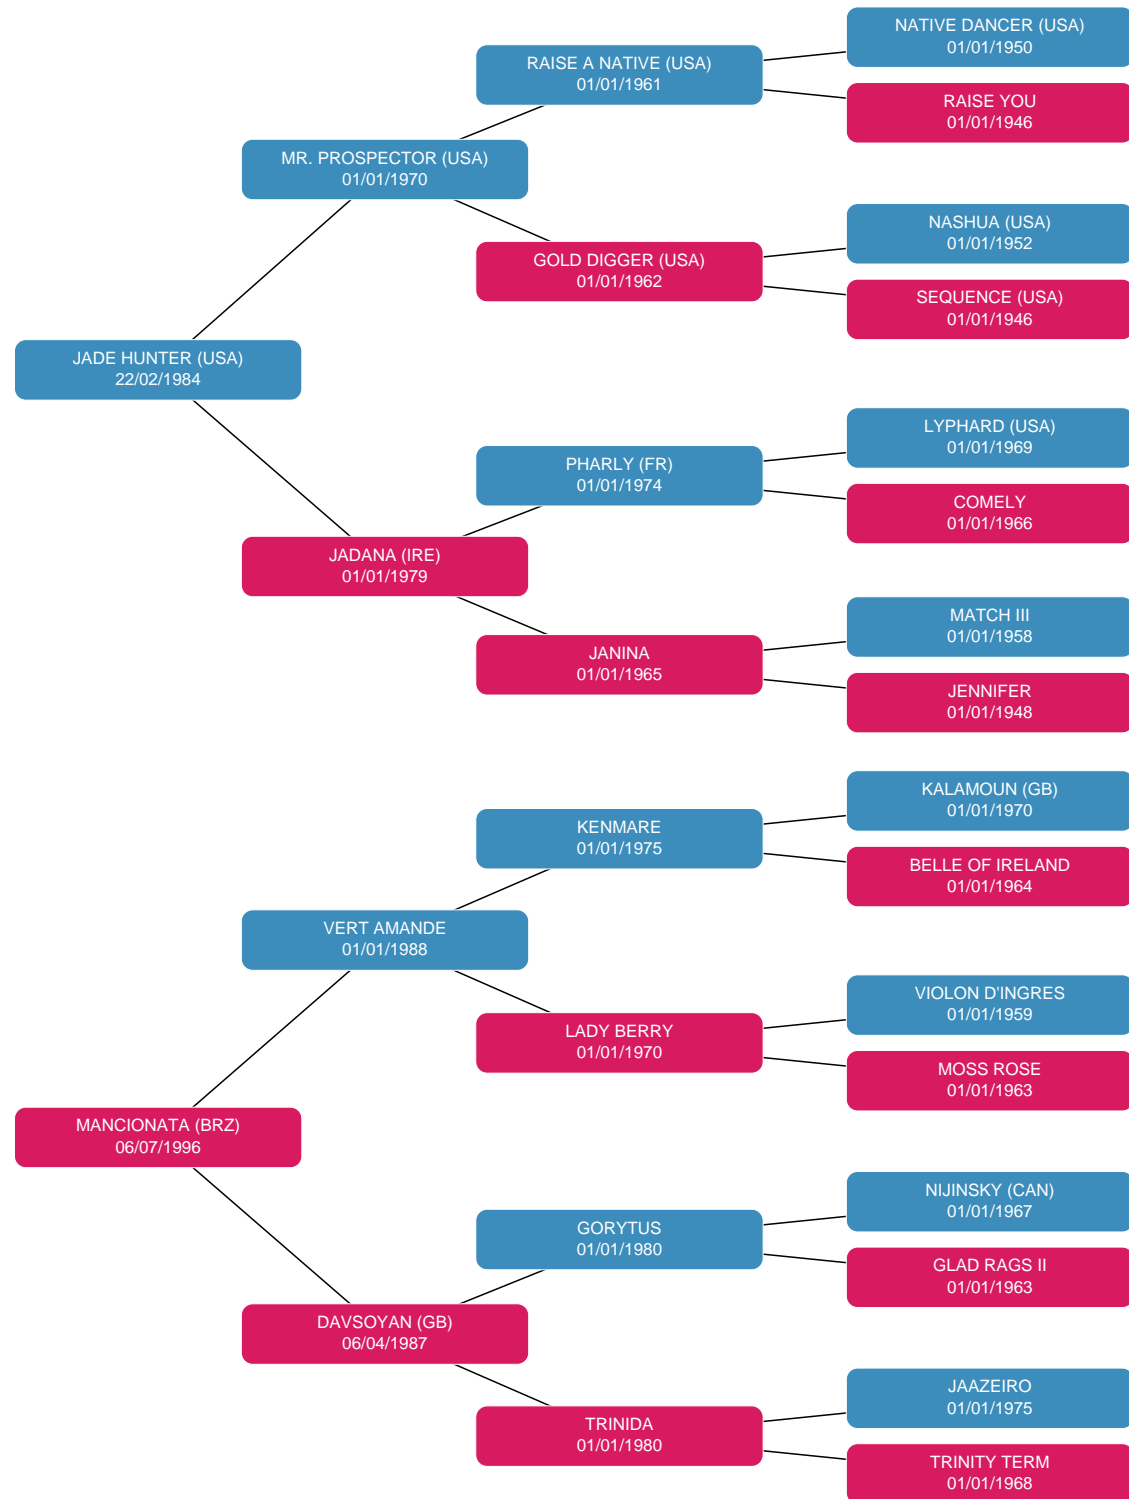 NATIVE DANCER (USA)
01/01/1950
RAISE A NATIVE (USA)
01/01/1961
RAISE YOU
01/01/1946
MR. PROSPECTOR (USA)
01/01/1970
NASHUA (USA)
01/01/1952
GOLD DIGGER (USA)
01/01/1962
SEQUENCE (USA)
01/01/1946
JADE HUNTER (USA)
22/02/1984
LYPHARD (USA)
01/01/1969
PHARLY (FR)
01/01/1974
COMELY
01/01/1966
JADANA (IRE)
01/01/1979
MATCH III
01/01/1958
JANINA
01/01/1965
JENNIFER
01/01/1948
KALAMOUN (GB)
01/01/1970
KENMARE
01/01/1975
BELLE OF IRELAND
01/01/1964
VERT AMANDE
01/01/1988
VIOLON D'INGRES
01/01/1959
LADY BERRY
01/01/1970
MOSS ROSE
01/01/1963
MANCIONATA (BRZ)
06/07/1996
NIJINSKY (CAN)
01/01/1967
GORYTUS
01/01/1980
GLAD RAGS II
01/01/1963
DAVSOYAN (GB)
06/04/1987
JAAZEIRO
01/01/1975
TRINIDA
01/01/1980
TRINITY TERM
01/01/1968